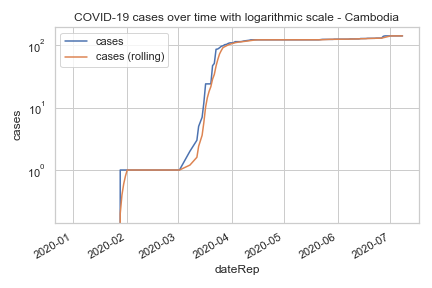 COVID-19 cases over time with logarithmic scale - Cambodia
cases
cases (rolling)
10²
10¹
10⁰
cases
2020-01
2020-02
2020-03
2020-04
2020-05
2020-06
2020-07
dateRep